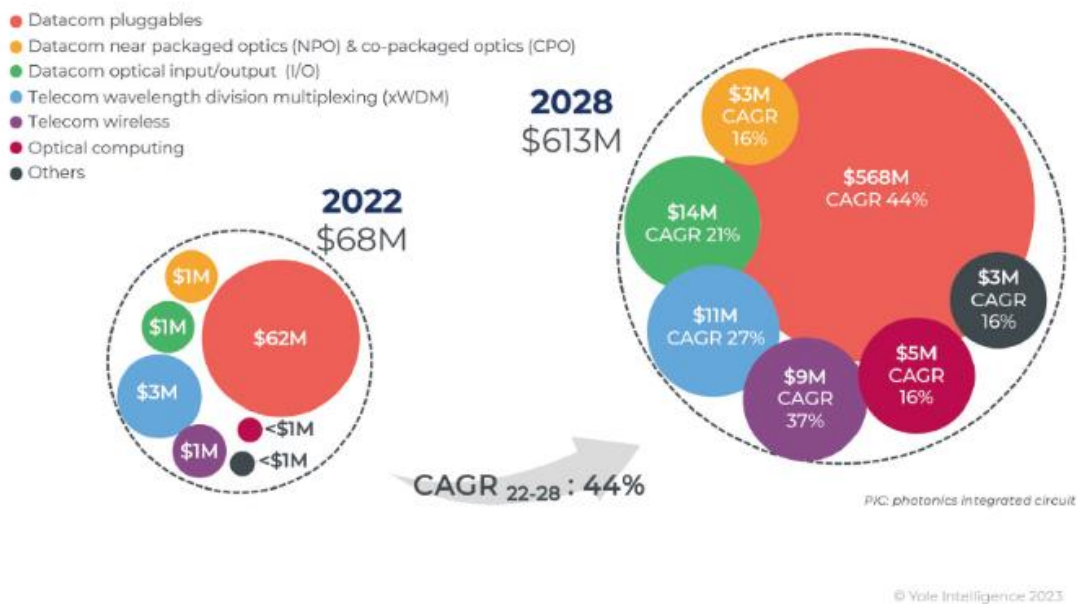 Datacom pluggables
Datacom near packaged optics (NPO) & co-packaged optics (CPO)
Datacom optical input/output (I/O)
Telecom wavelength division multiplexing (xWDM)
Telecom wireless
Optical computing
Others
2022
$68M
$1M
$1M
$62M
$3M
$1M
<$1M
<$1M
2028
$613M
$3M
CAGR
16%
$568M
CAGR 44%
$14M
CAGR 21%
$11M
CAGR 27%
$9M
CAGR
37%
$5M
CAGR
16%
$3M
CAGR
16%
CAGR 22-28 : 44%
PIC: photonics integrated circuit
© Yole Intelligence 2023